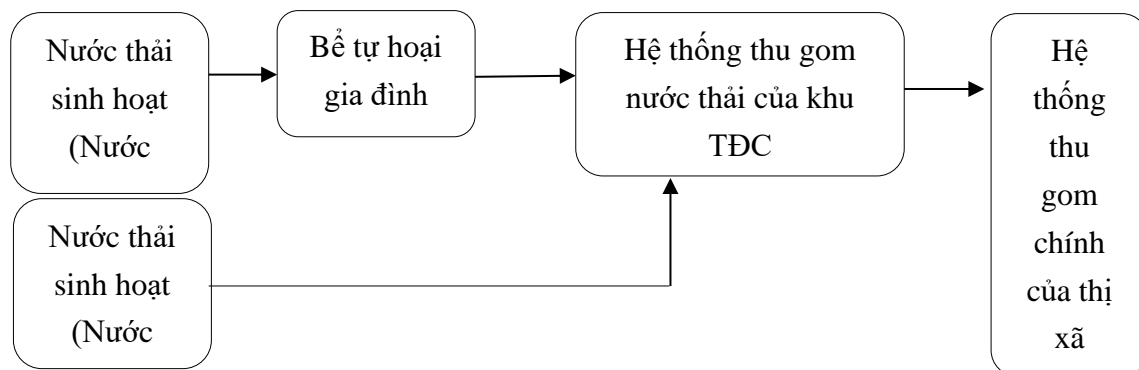 Nước thải
sinh hoạt
(Nước
Bể tự hoại
gia đình
Hệ thống thu gom
nước thải của khu
TĐC
Hệ
thống
thu
gom
chính
của thị
xã
Nước thải
sinh hoạt
(Nước